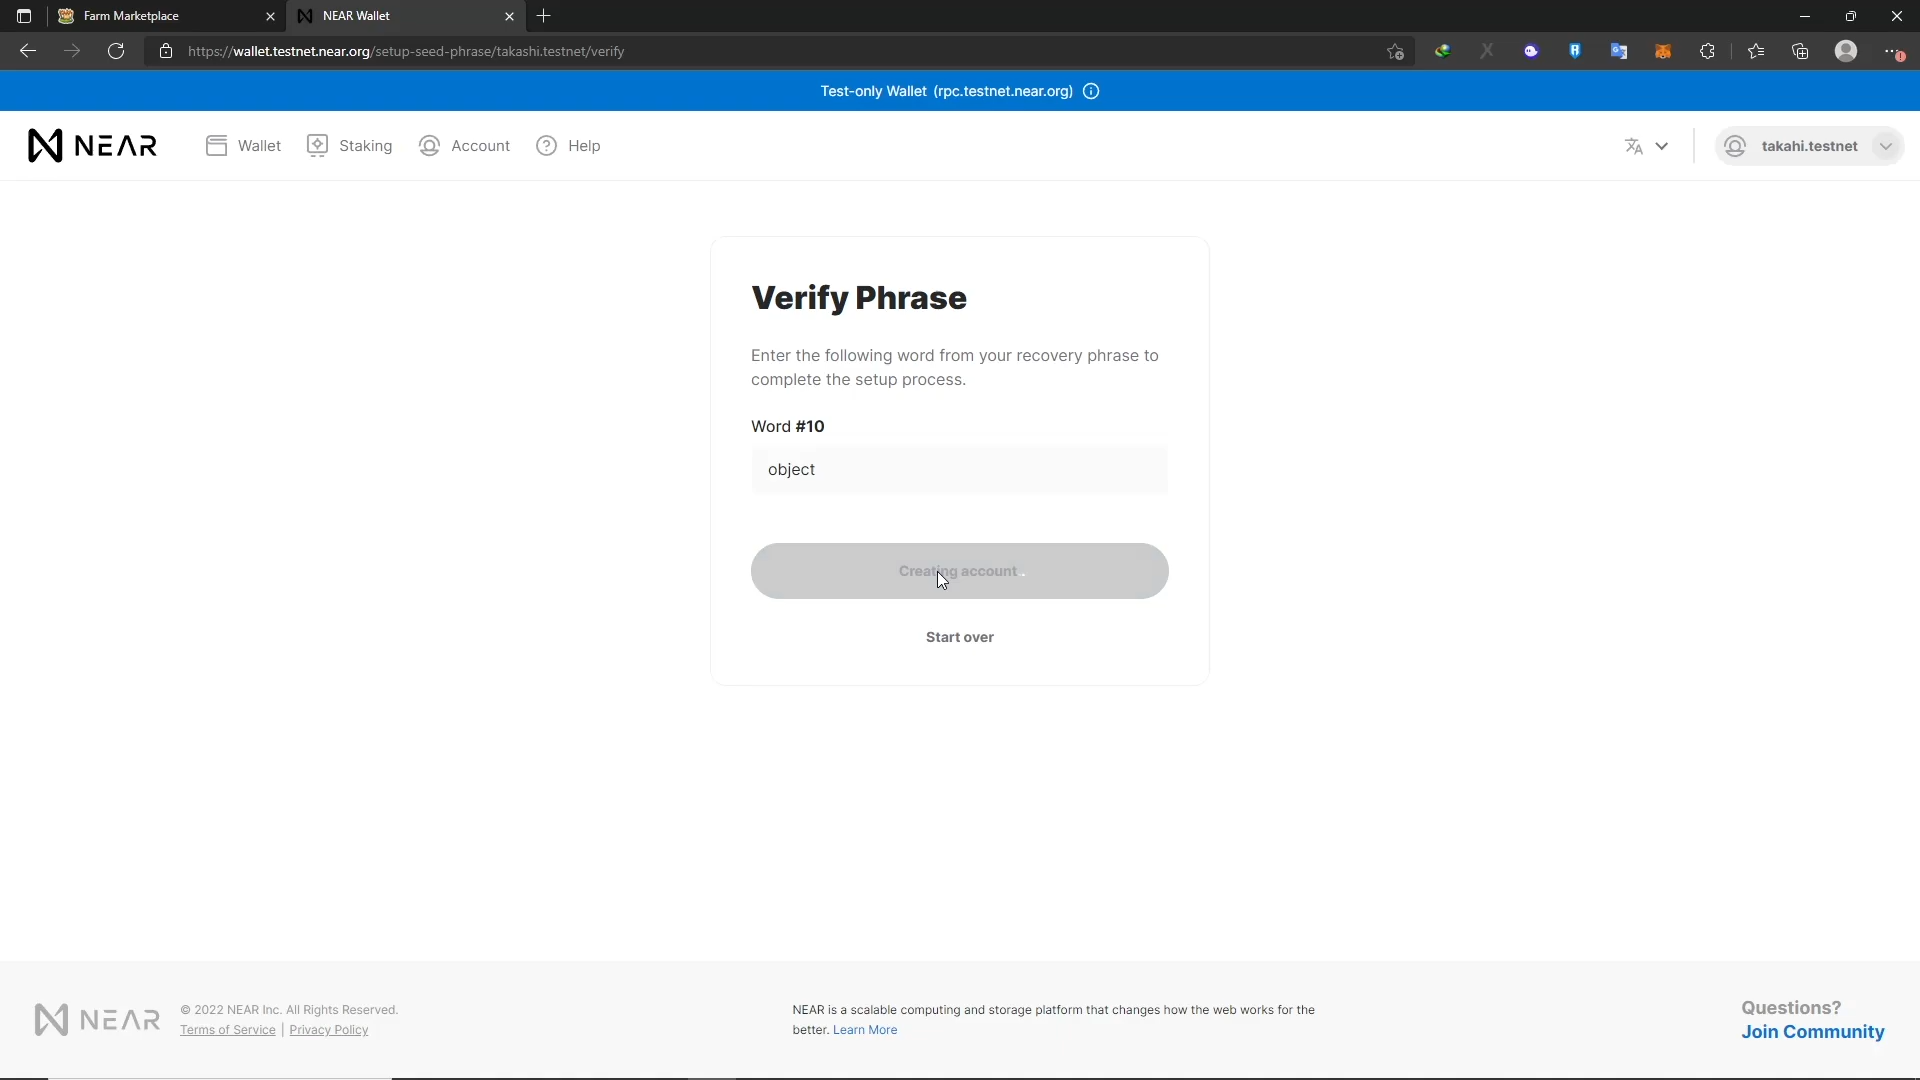 Farm Marketplace
NEAR Wallet
https://wallet.testnet.near.org/setup-seed-phrase/takashi.testnet/verify
Test-only Wallet (rpc.testnet.near.org)
NEAR
Wallet
Staking
Account
Help
takahi.testnet
Verify Phrase
Enter the following word from your recovery phrase to
complete the setup process.
Word #10
object
Creating account .
Start over
NEAR
© 2022 NEAR Inc. All Rights Reserved.
Terms of Service | Privacy Policy
NEAR is a scalable computing and storage platform that changes how the web works for the
better. Learn More
Questions?
Join Community